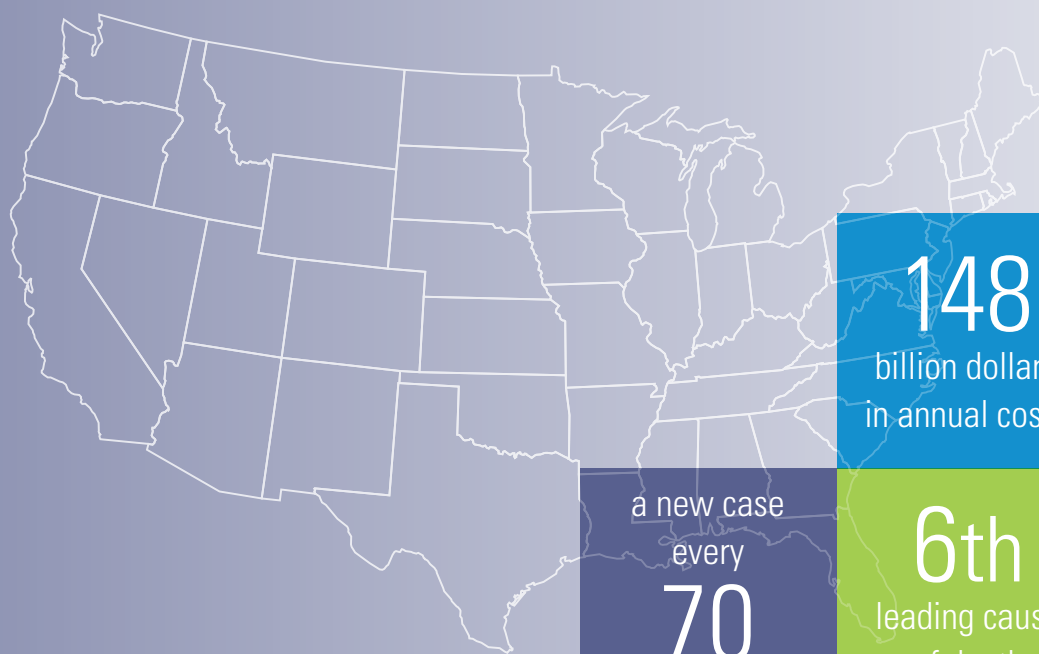 148
billion dollar
in annual cos
a new case
every
70
6th
leading caus